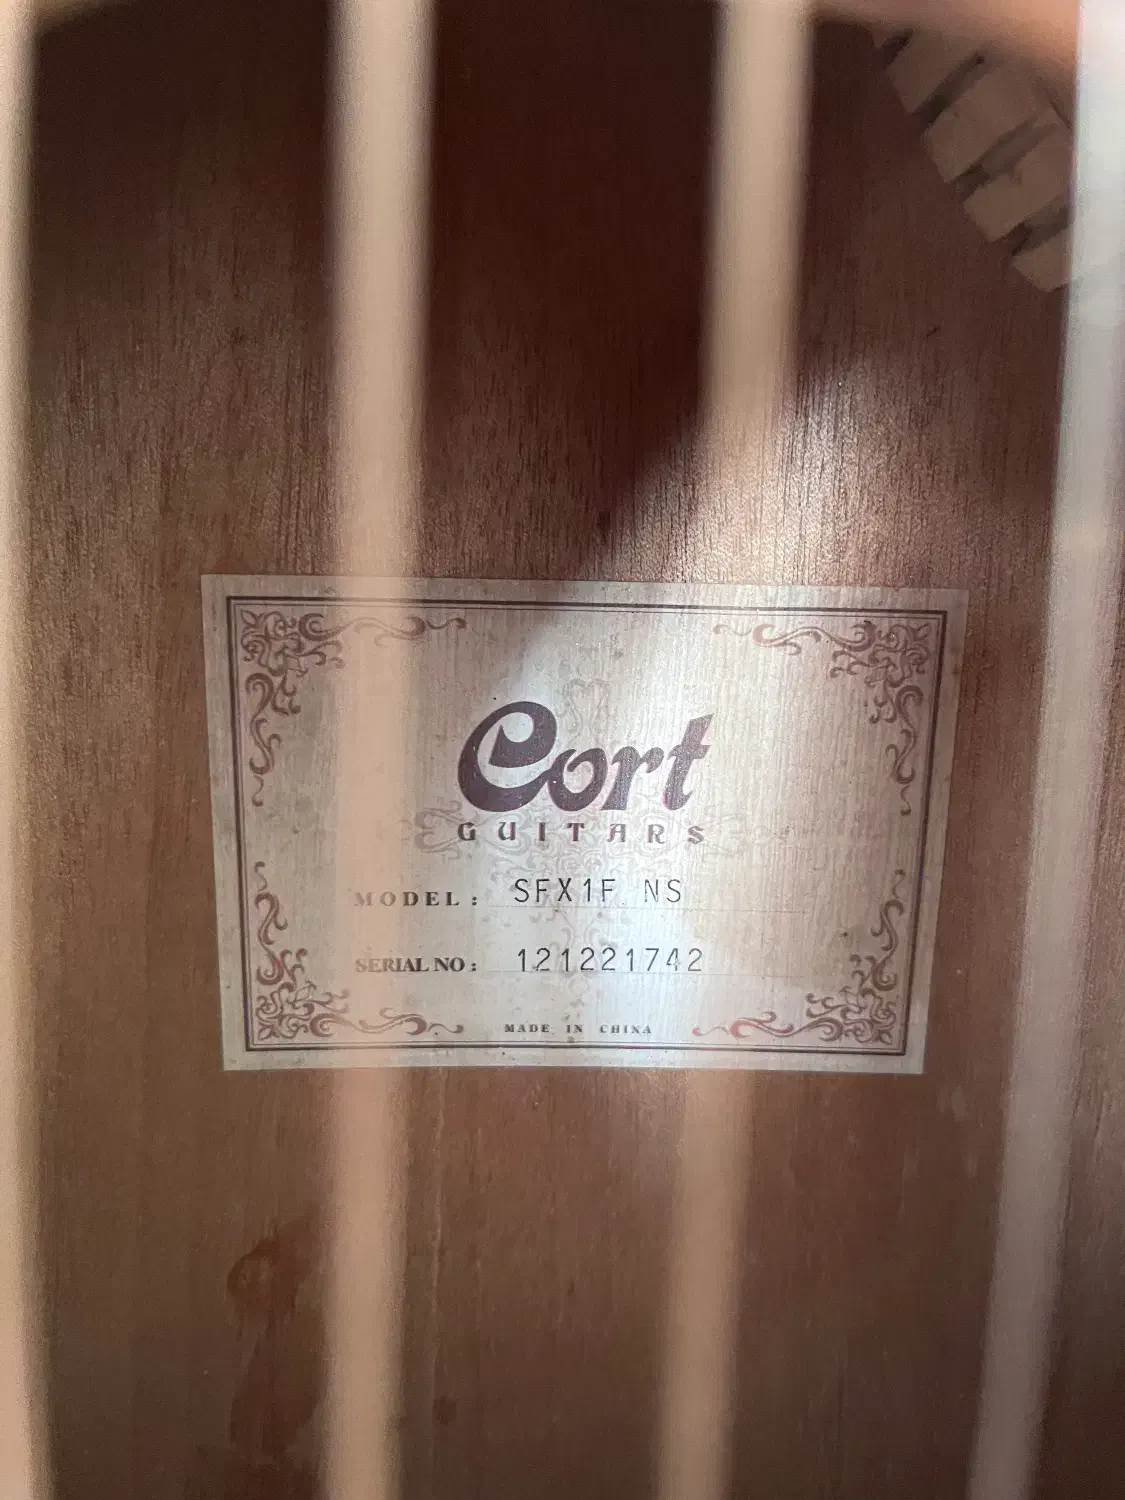 Cort
GUITARS
MODEL: SFX1F NS
SERIAL NO: 121221742
MADE IN CHINA